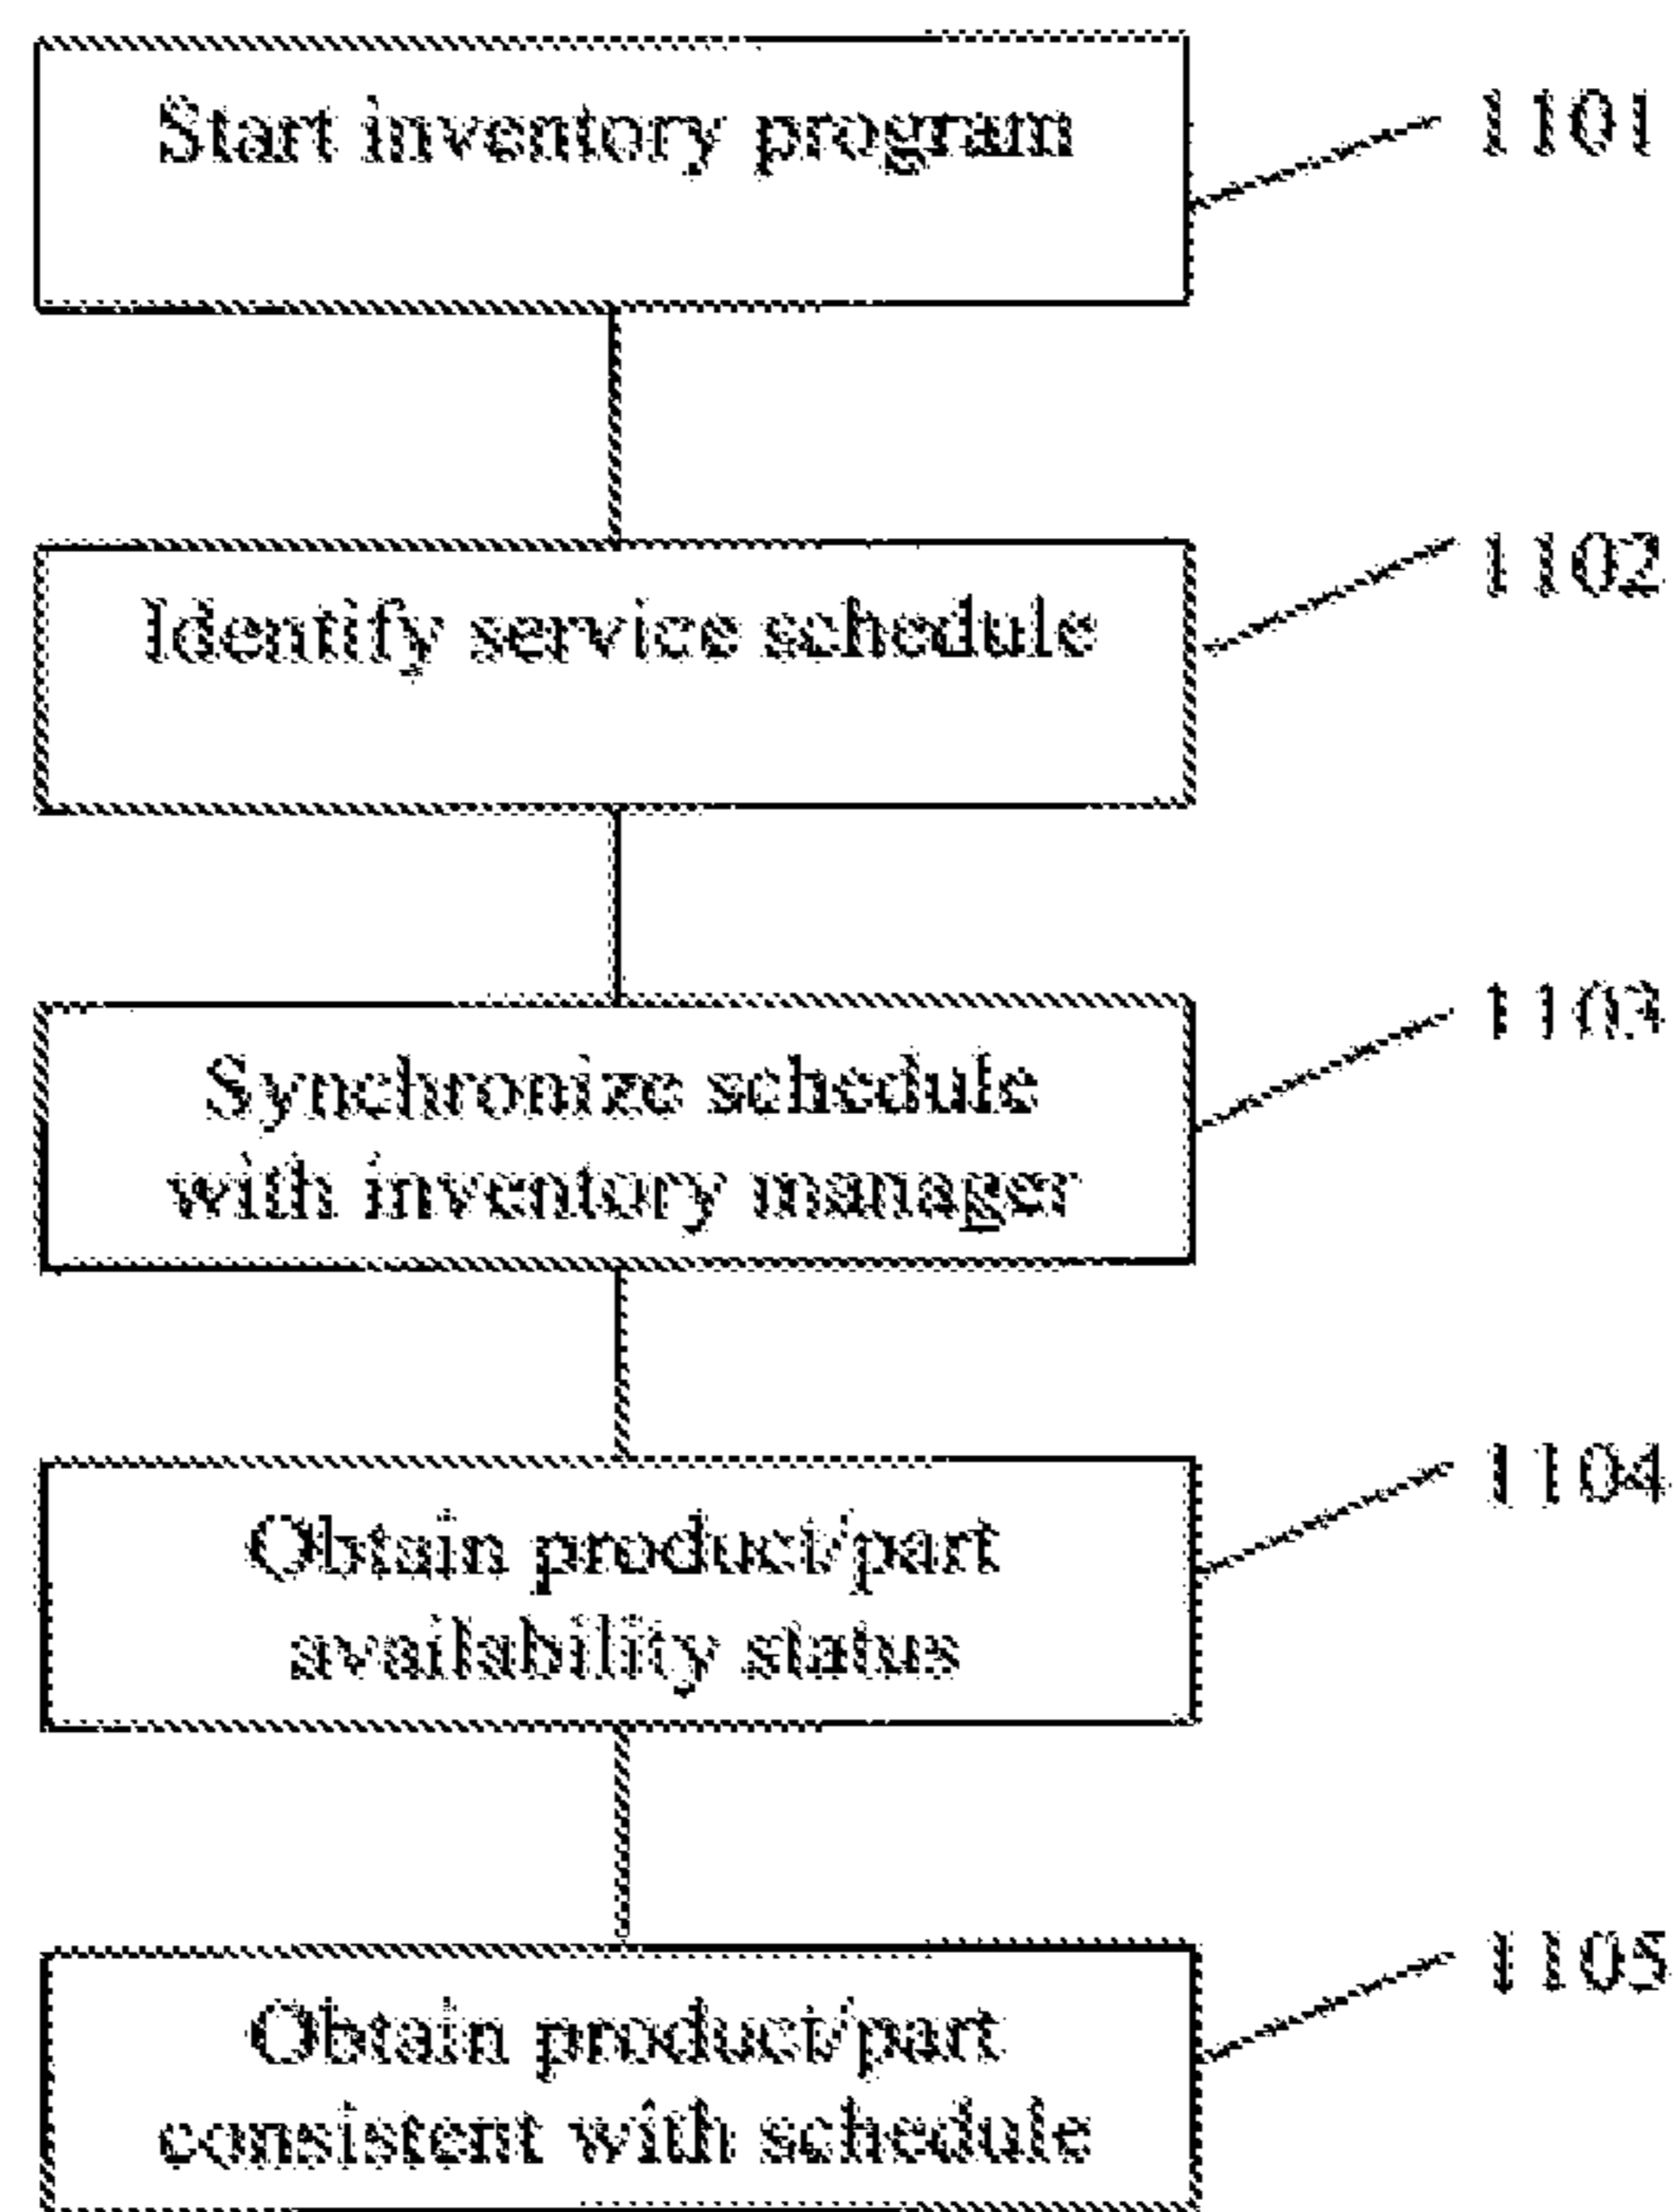 Start inventory program
1101
Identify service schedule
1102
Synchronize schedule
with inventory manager
1103
Obtain product/part
availability status
1104
Obtain product/part
consistent with schedule
1105